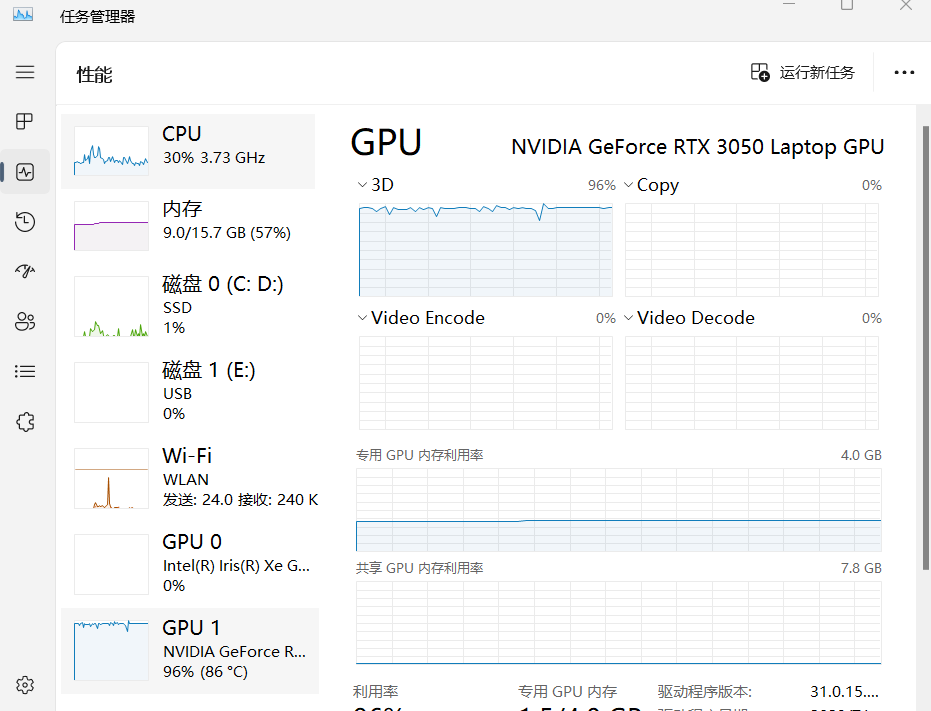 任务管理器
性能
运行新任务
CPU
30% 3.73 GHz
内存
9.0/15.7 GB (57%)
磁盘 0 (C: D:)
SSD
1%
磁盘 1 (E:)
USB
0%
Wi-Fi
WLAN
发送: 24.0 接收: 240 K
GPU 0
Intel(R) Iris(R) Xe G...
0%
GPU 1
NVIDIA GeForce R...
96% (86 °C)
GPU
NVIDIA GeForce RTX 3050 Laptop GPU
3D 96%
Copy 0%
Video Encode 0%
Video Decode 0%
专用 GPU 内存利用率 4.0 GB
共享 GPU 内存利用率 7.8 GB
利用率
专用 GPU 内存
驱动程序版本: 31.0.15....